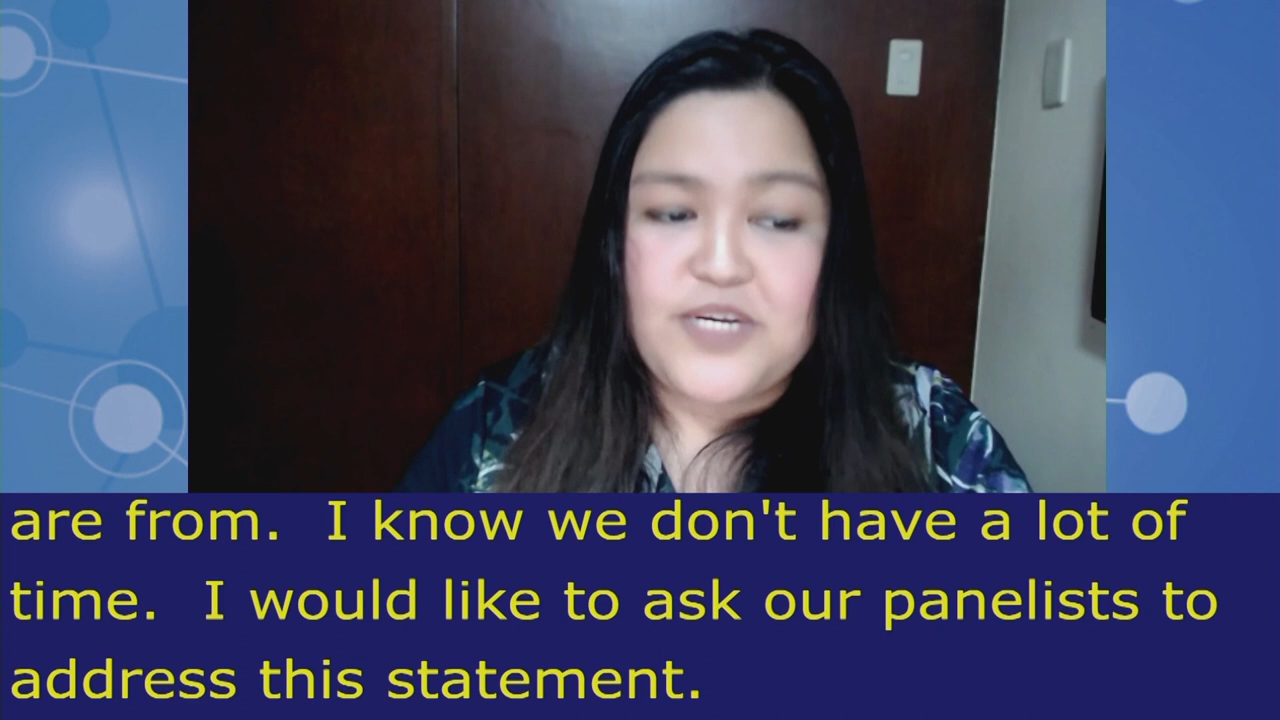 are from.  I know we don't have a lot of
time.  I would like to ask our panelists to
address this statement.